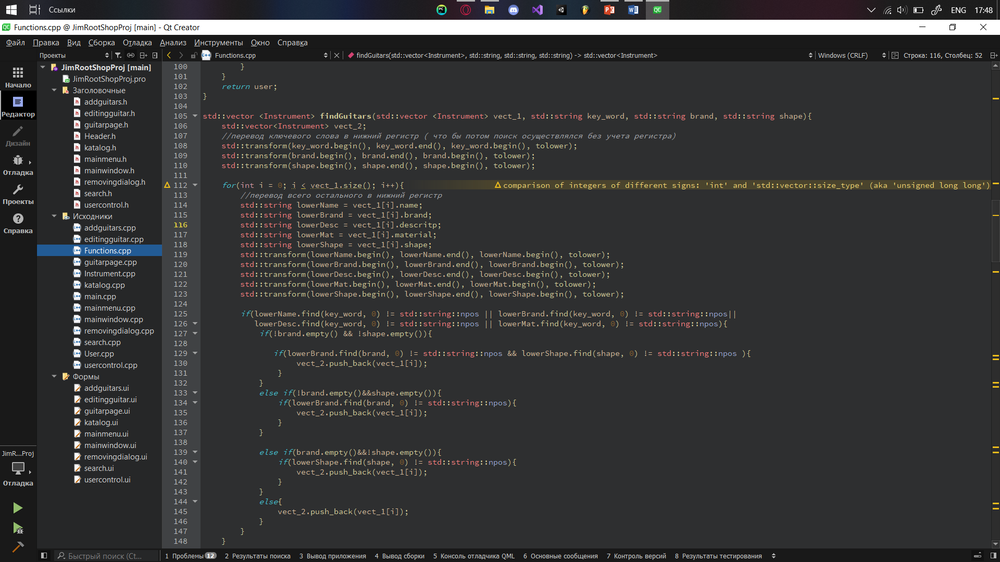 Ссылки
ENG 17:48
Functions.cpp @ JimRootShopProj [main] - Qt Creator
Файл Правка Вид Сборка Отладка Анализ Инструменты Окно Справка
Проекты
Functions.cpp
findGuitars(std::vector<Instrument>, std::string, std::string, std::string) -> std::vector<Instrument>
Windows (CRLF)
Строка: 116, Столбец: 52
Начало
Редактор
Дизайн
Отладка
Проекты
Справка
JimR...Proj
Отладка
JimRootShopProj [main]
JimRootShopProj.pro
Заголовочные
addguitars.h
editingguitar.h
guitarpage.h
Header.h
katalog.h
mainmenu.h
mainwindow.h
removingdialog.h
search.h
usercontrol.h
Исходники
addguitars.cpp
editingguitar.cpp
Functions.cpp
guitarpage.cpp
Instrument.cpp
katalog.cpp
main.cpp
mainmenu.cpp
mainwindow.cpp
removingdialog.cpp
search.cpp
User.cpp
usercontrol.cpp
Формы
addguitars.ui
editingguitar.ui
guitarpage.ui
katalog.ui
mainmenu.ui
mainwindow.ui
removingdialog.ui
search.ui
usercontrol.ui
100 }
101 }
102 return user;
103 }
104
105 std::vector <Instrument> findGuitars(std::vector <Instrument> vect_1, std::string key_word, std::string brand, std::string shape){
106 std::vector<Instrument> vect_2;
107 //перевод ключевого слова в нижний регистр ( что бы потом поиск осуществлялся без учета регистра)
108 std::transform(key_word.begin(), key_word.end(), key_word.begin(), tolower);
109 std::transform(brand.begin(), brand.end(), brand.begin(), tolower);
110 std::transform(shape.begin(), shape.end(), shape.begin(), tolower);
111
112 for(int i = 0; i < vect_1.size(); i++){ comparison of integers of different signs: 'int' and 'std::vector::size_type' (aka 'unsigned long long')
113 //перевод всего остального в нижний регистр
114 std::string lowerName = vect_1[i].name;
115 std::string lowerBrand = vect_1[i].brand;
116 std::string lowerDesc = vect_1[i].descritp;
117 std::string lowerMat = vect_1[i].material;
118 std::string lowerShape = vect_1[i].shape;
119 std::transform(lowerName.begin(), lowerName.end(), lowerName.begin(), tolower);
120 std::transform(lowerBrand.begin(), lowerBrand.end(), lowerBrand.begin(), tolower);
121 std::transform(lowerDesc.begin(), lowerDesc.end(), lowerDesc.begin(), tolower);
122 std::transform(lowerMat.begin(), lowerMat.end(), lowerMat.begin(), tolower);
123 std::transform(lowerShape.begin(), lowerShape.end(), lowerShape.begin(), tolower);
124
125 if(lowerName.find(key_word, 0) != std::string::npos || lowerBrand.find(key_word, 0) != std::string::npos||
126 lowerDesc.find(key_word, 0) != std::string::npos || lowerMat.find(key_word, 0) != std::string::npos){
127 if(!brand.empty() && !shape.empty()){
128
129 if(lowerBrand.find(brand, 0) != std::string::npos && lowerShape.find(shape, 0) != std::string::npos ){
130 vect_2.push_back(vect_1[i]);
131 }
132 }
133 else if(!brand.empty()&&shape.empty()){
134 if(lowerBrand.find(brand, 0) != std::string::npos){
135 vect_2.push_back(vect_1[i]);
136 }
137 }
138
139 else if(brand.empty()&&!shape.empty()){
140 if(lowerShape.find(shape, 0) != std::string::npos){
141 vect_2.push_back(vect_1[i]);
142 }
143 }
144 else{
145 vect_2.push_back(vect_1[i]);
146 }
147 }
148 }
Быстрый поиск (Ct...
1 Проблемы 12
2 Результаты поиска
3 Вывод приложения
4 Вывод сборки
5 Консоль отладчика QML
6 Основные сообщения
7 Контроль версий
8 Результаты тестирования